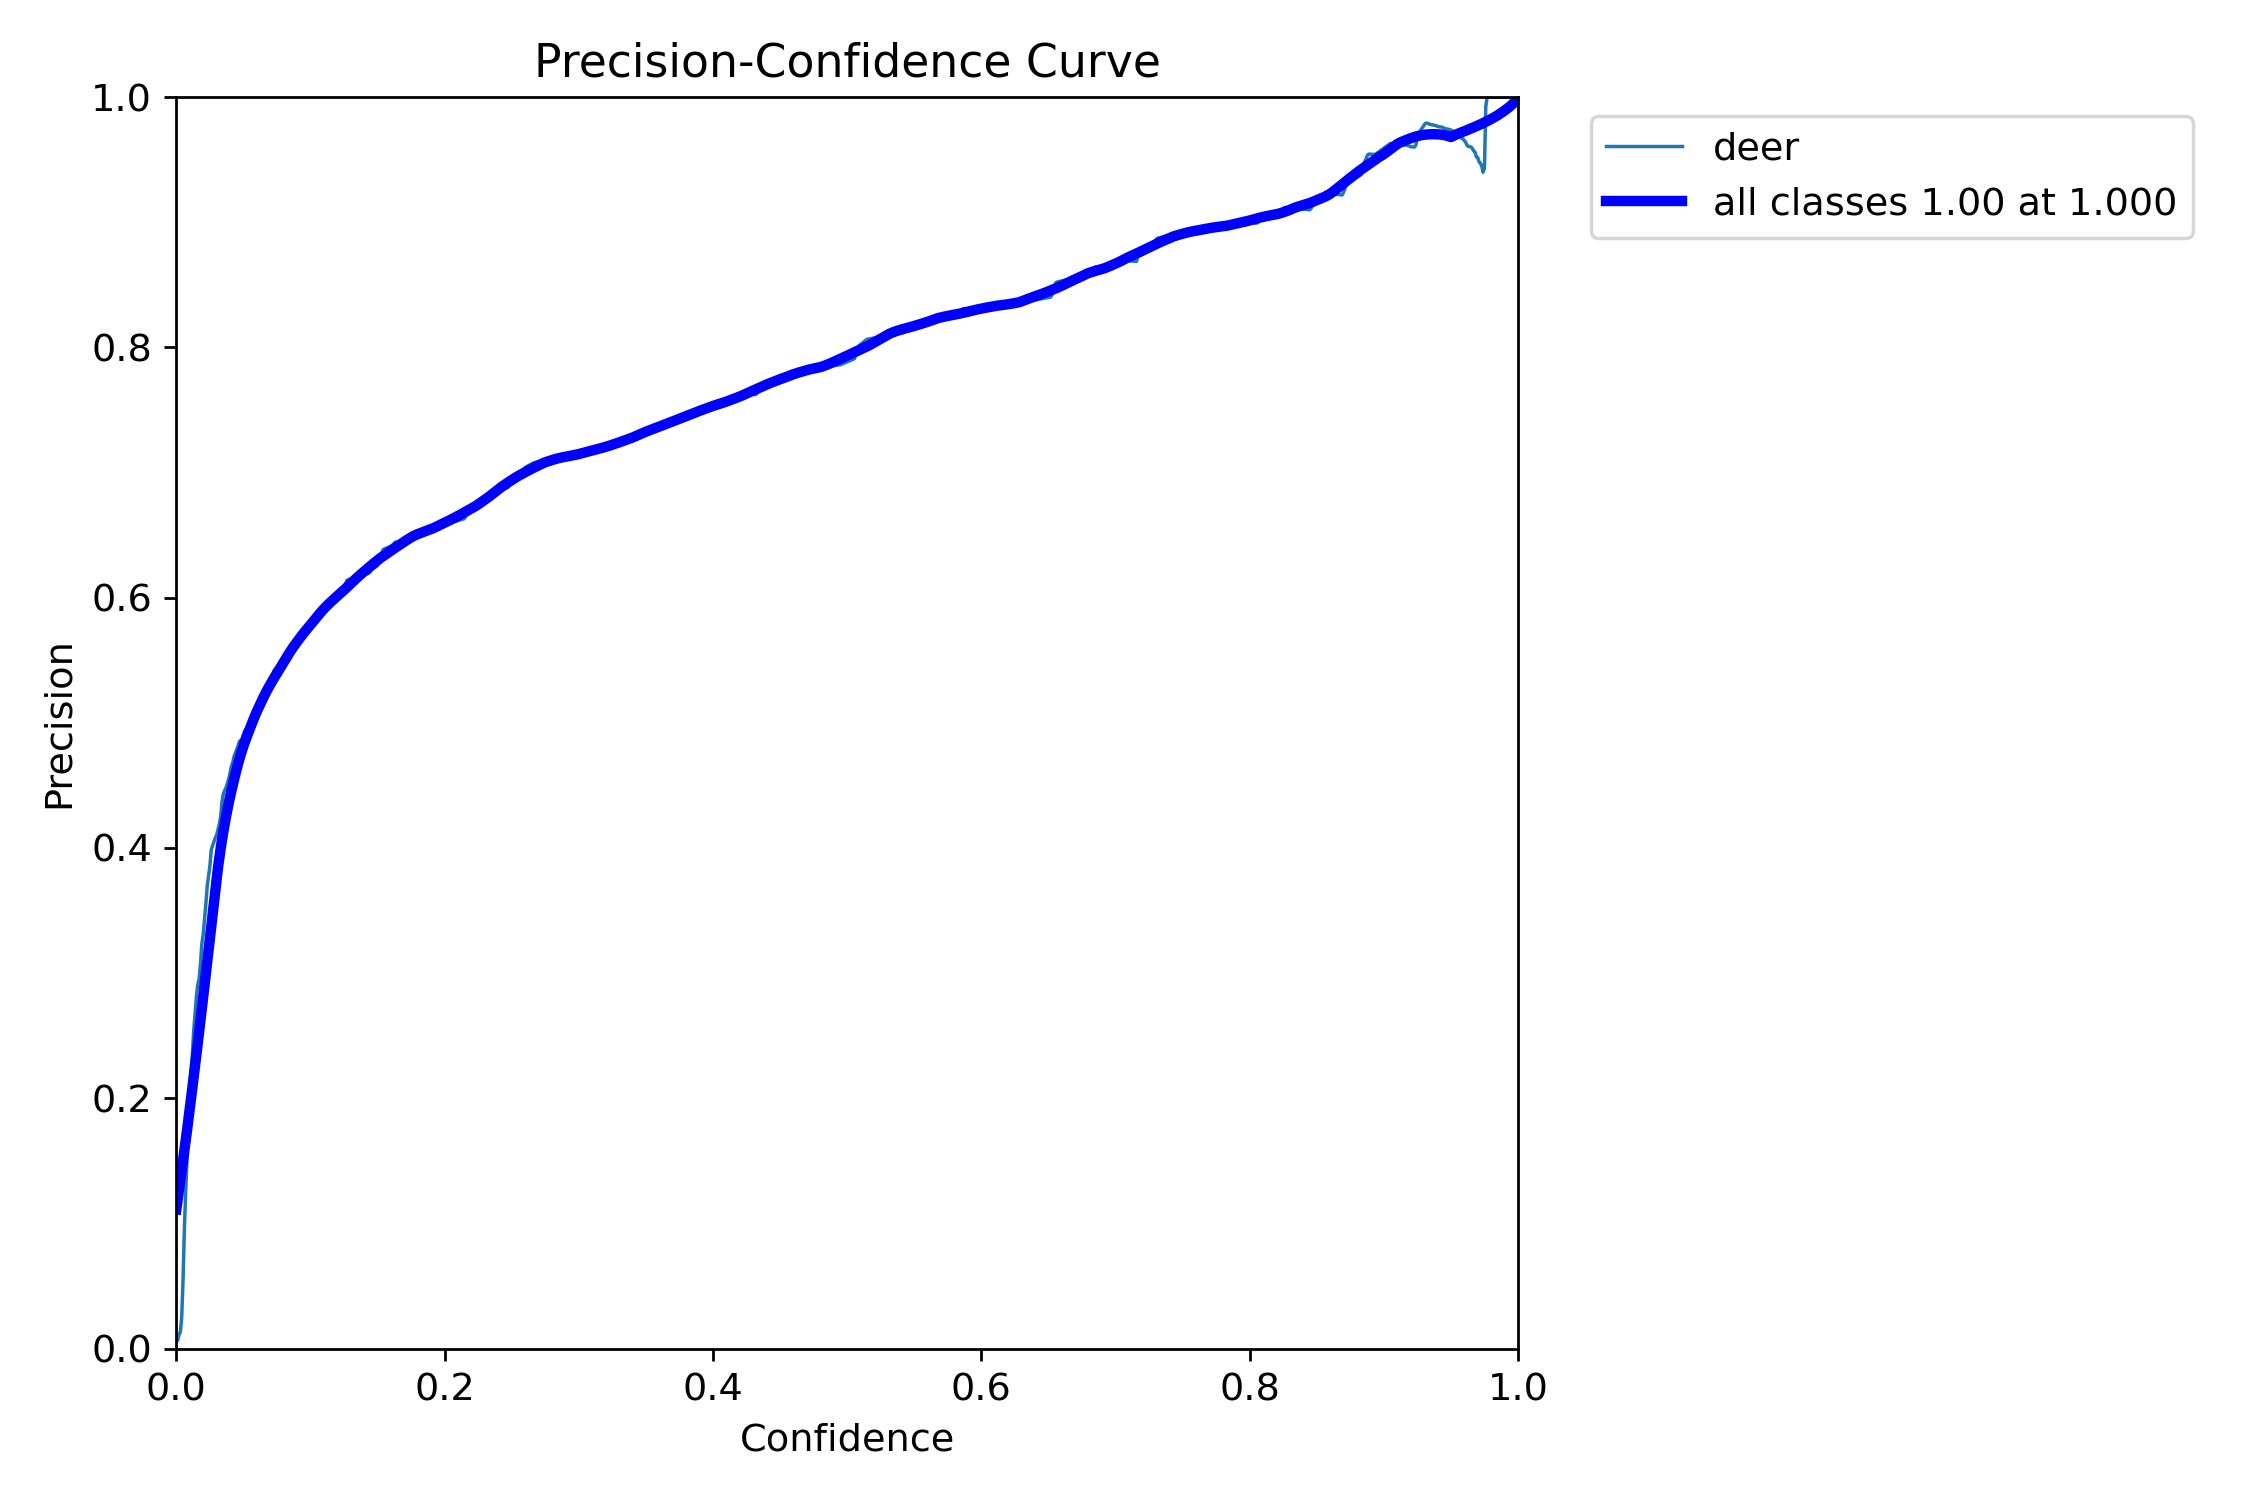 Precision-Confidence Curve
1.0
0.8
0.6
0.4
0.2
0.0
Precision
0.0 0.2 0.4 0.6 0.8 1.0
Confidence
deer
all classes 1.00 at 1.000